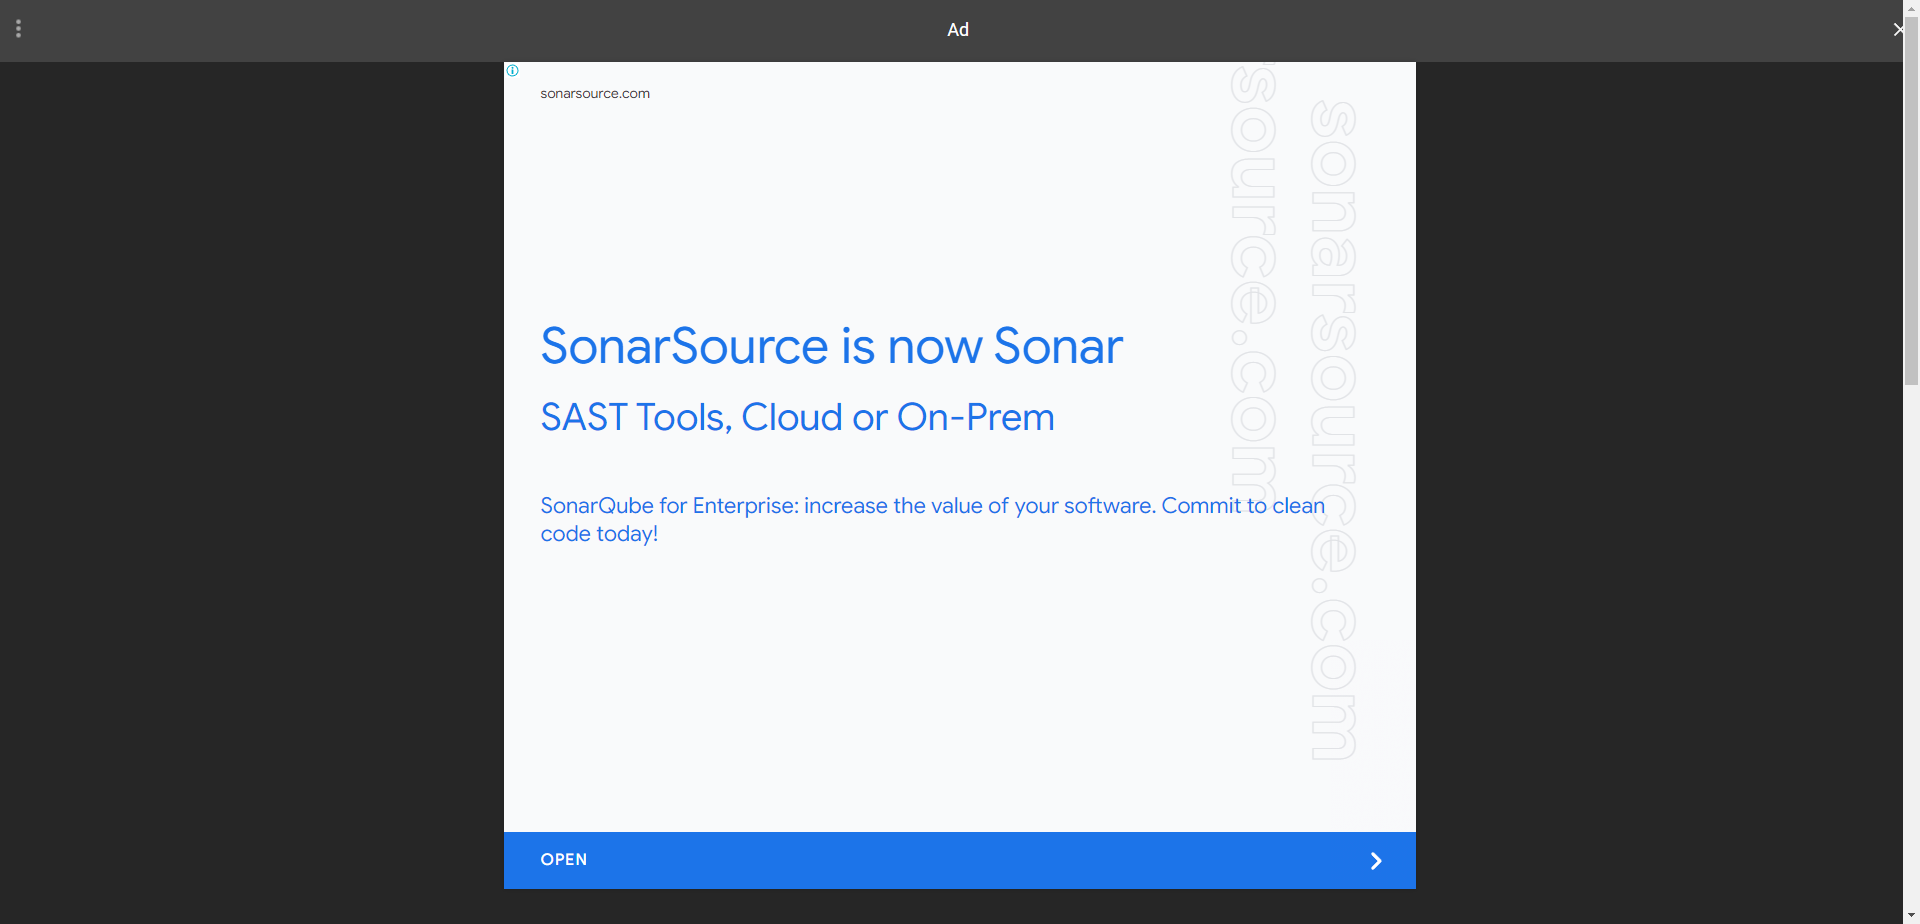 Ad
sonarsource.com
SonarSource is now Sonar
SAST Tools, Cloud or On-Prem
SonarQube for Enterprise: increase the value of your software. Commit to clean
code today!
source.com
sonarsource.com
OPEN